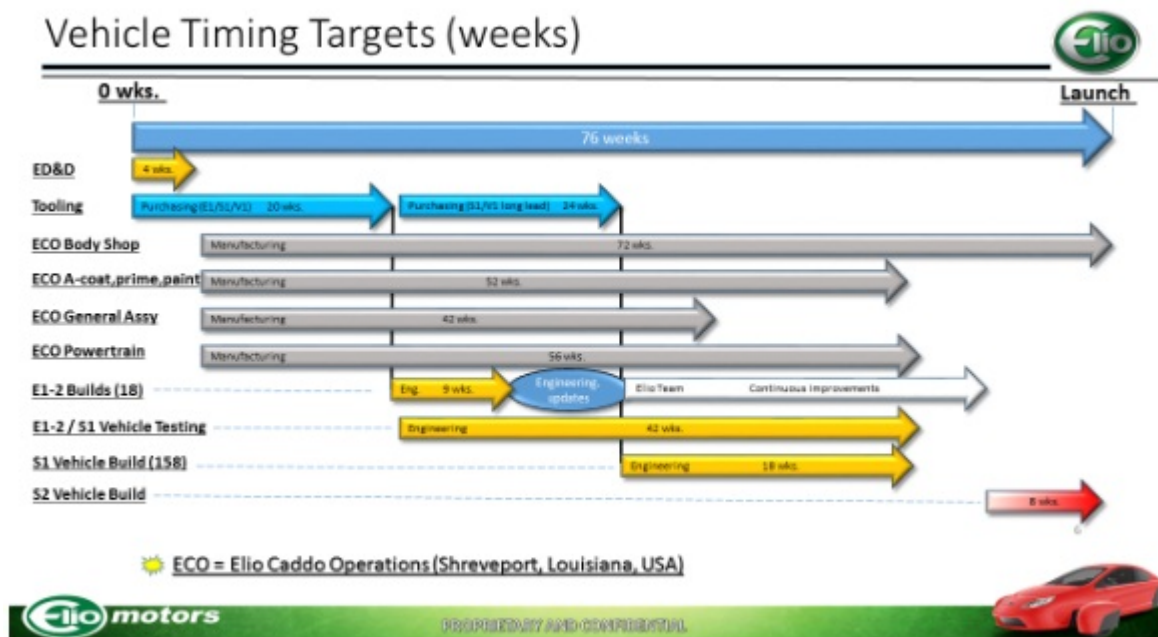 Vehicle Timing Targets (weeks)
Elio
0 wks.
Launch
76 weeks
ED&D
4 wks.
Tooling
Purchasing (E1/S1/V1) 20 wks.
Purchasing (S1/V1 long lead) 24 wks.
ECO Body Shop
Manufacturing 72 wks.
ECO A-coat,prime,paint
Manufacturing 52 wks.
ECO General Assy
Manufacturing 42 wks.
ECO Powertrain
Manufacturing 56 wks.
E1-2 Builds (18)
Eng. 9 wks.
Engineering.
updates
Elio Team Continuous Improvements
E1-2 / S1 Vehicle Testing
Engineering 42 wks.
S1 Vehicle Build (158)
Engineering 18 wks.
S2 Vehicle Build
8 wks.
ECO = Elio Caddo Operations (Shreveport, Louisiana, USA)
Elio motors
PROPRIETARY AND CONFIDENTIAL